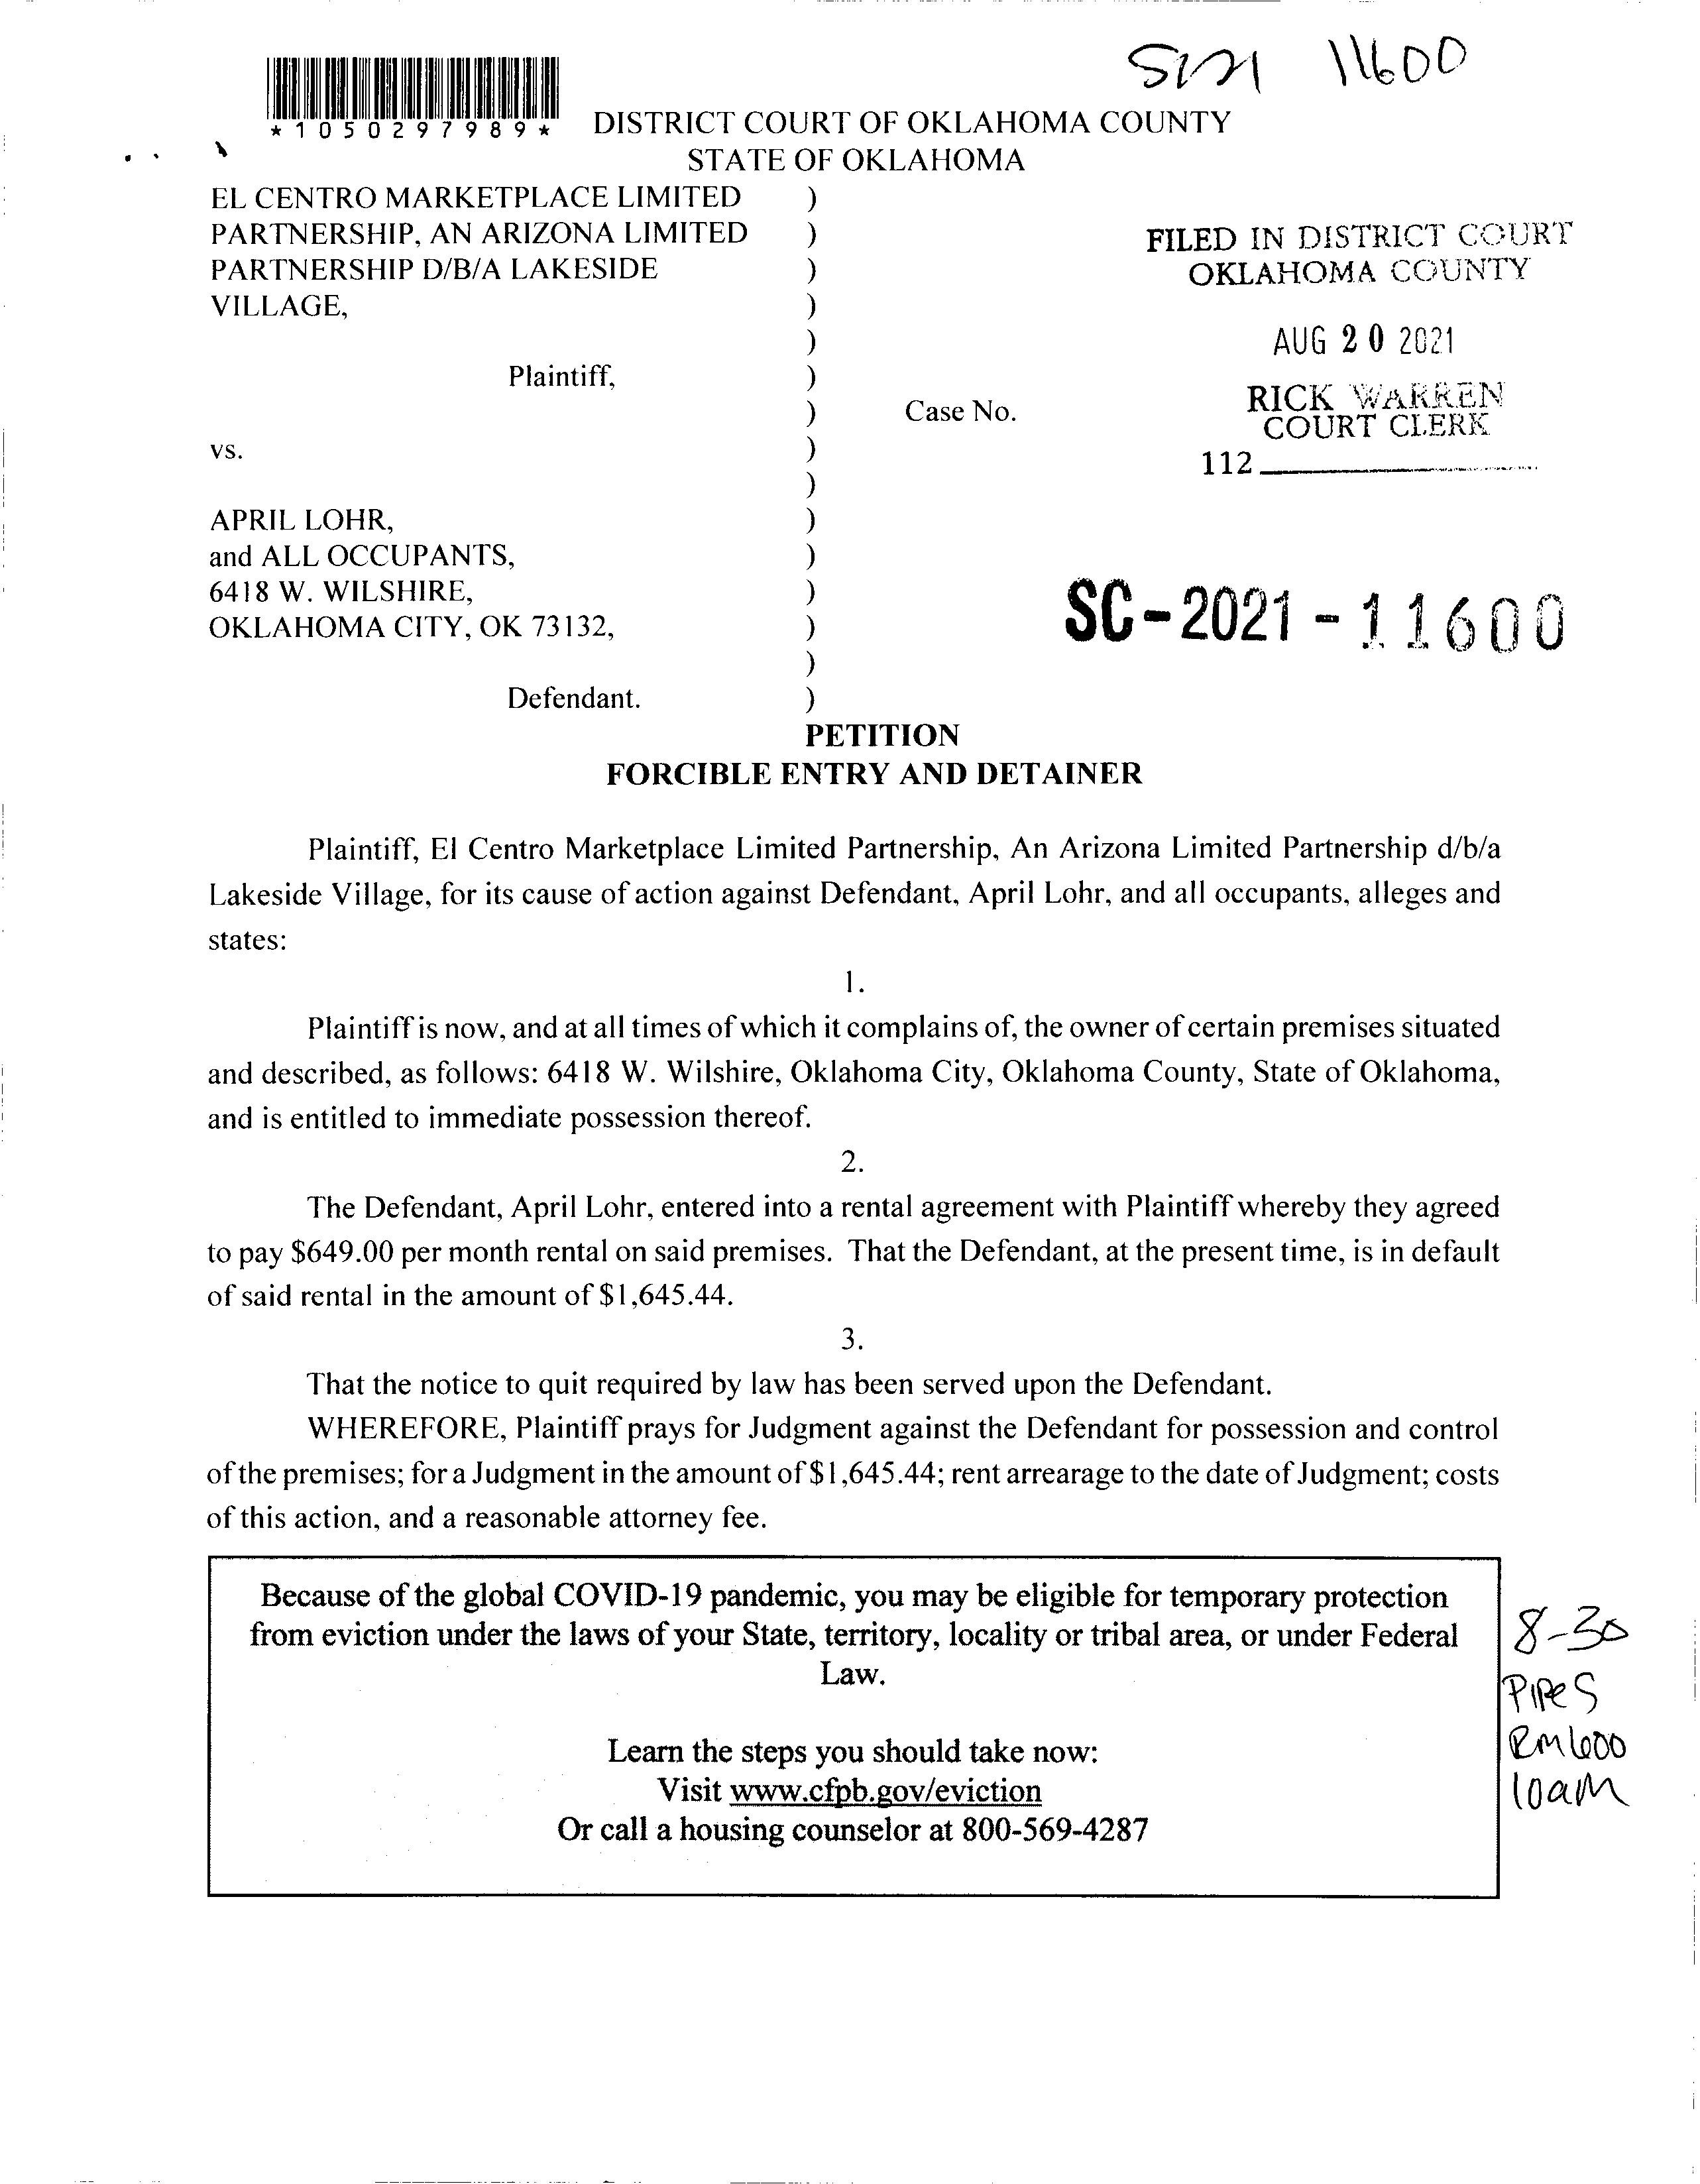 11600
*1050297989*
DISTRICT COURT OF OKLAHOMA COUNTY
STATE OF OKLAHOMA
EL CENTRO MARKETPLACE LIMITED )
PARTNERSHIP, AN ARIZONA LIMITED )
PARTNERSHIP D/B/A LAKESIDE )
VILLAGE, )
)
Plaintiff, )
) Case No.
vs. )
)
APRIL LOHR, )
and ALL OCCUPANTS, )
6418 W. WILSHIRE, )
OKLAHOMA CITY, OK 73132, )
)
Defendant. )
FILED IN DISTRICT COURT
OKLAHOMA COUNTY
AUG 20 2021
RICK WARREN
COURT CLERK
112
SC-2021-11600
PETITION
FORCIBLE ENTRY AND DETAINER
Plaintiff, El Centro Marketplace Limited Partnership, An Arizona Limited Partnership d/b/a
Lakeside Village, for its cause of action against Defendant, April Lohr, and all occupants, alleges and
states:
1.
Plaintiff is now, and at all times of which it complains of, the owner of certain premises situated
and described, as follows: 6418 W. Wilshire, Oklahoma City, Oklahoma County, State of Oklahoma,
and is entitled to immediate possession thereof.
2.
The Defendant, April Lohr, entered into a rental agreement with Plaintiff whereby they agreed
to pay $649.00 per month rental on said premises. That the Defendant, at the present time, is in default
of said rental in the amount of $1,645.44.
3.
That the notice to quit required by law has been served upon the Defendant.
WHEREFORE, Plaintiff prays for Judgment against the Defendant for possession and control
of the premises; for a Judgment in the amount of $1,645.44; rent arrearage to the date of Judgment; costs
of this action, and a reasonable attorney fee.
Because of the global COVID-19 pandemic, you may be eligible for temporary protection
from eviction under the laws of your State, territory, locality or tribal area, or under Federal
Law.
Learn the steps you should take now:
Visit www.cfpb.gov/eviction
Or call a housing counselor at 800-569-4287
8-30
Pipes
Rm 600
10am